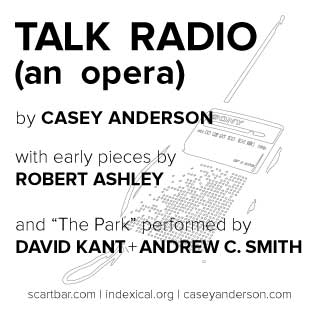 TALK RADIO
(an opera)
by CASEY ANDERSON
with early pieces by
ROBERT ASHLEY
and “The Park” performed by
DAVID KANT + ANDREW C. SMITH
scartbar.com | indexical.org | caseyanderson.com
SONY